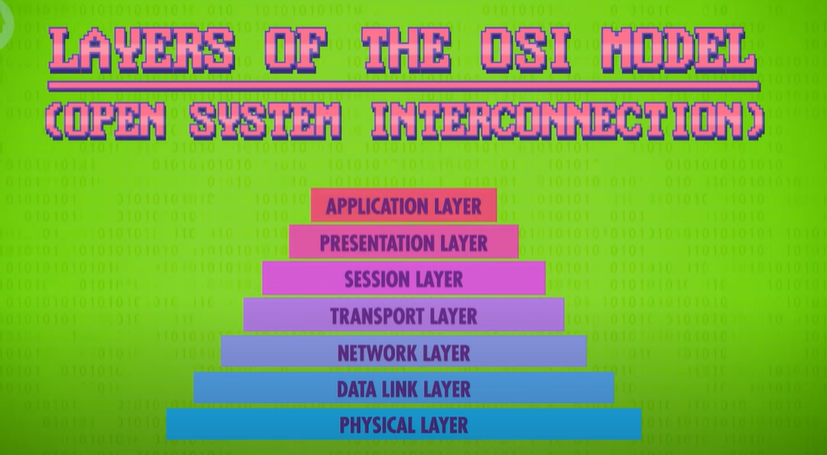 LAYERS OF THE OSI MODEL
(OPEN SYSTEM INTERCONNECTION)
APPLICATION LAYER
PRESENTATION LAYER
SESSION LAYER
TRANSPORT LAYER
NETWORK LAYER
DATA LINK LAYER
PHYSICAL LAYER